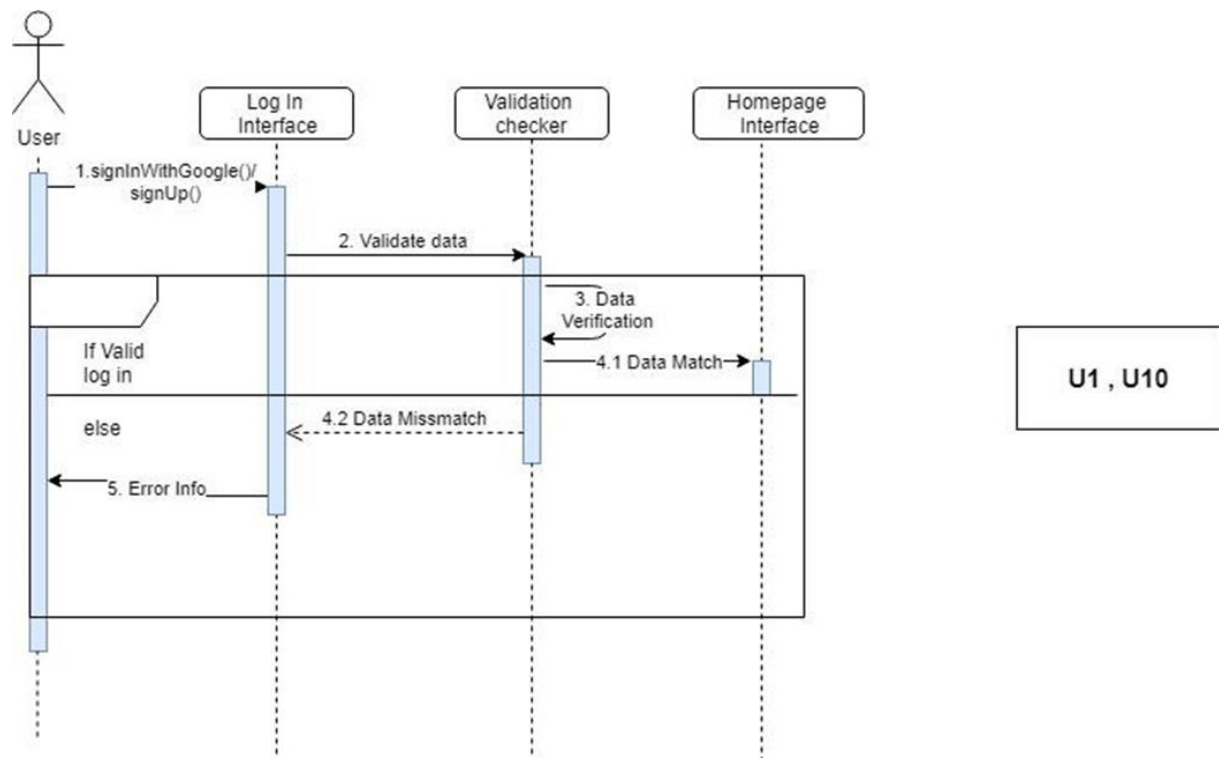 User
Log In
Interface
Validation
checker
Homepage
Interface
1.signInWithGoogle()/
signUp()
2. Validate data
3. Data
Verification
If Valid
log in
4.1 Data Match
else
4.2 Data Missmatch
5. Error Info
U1 , U10